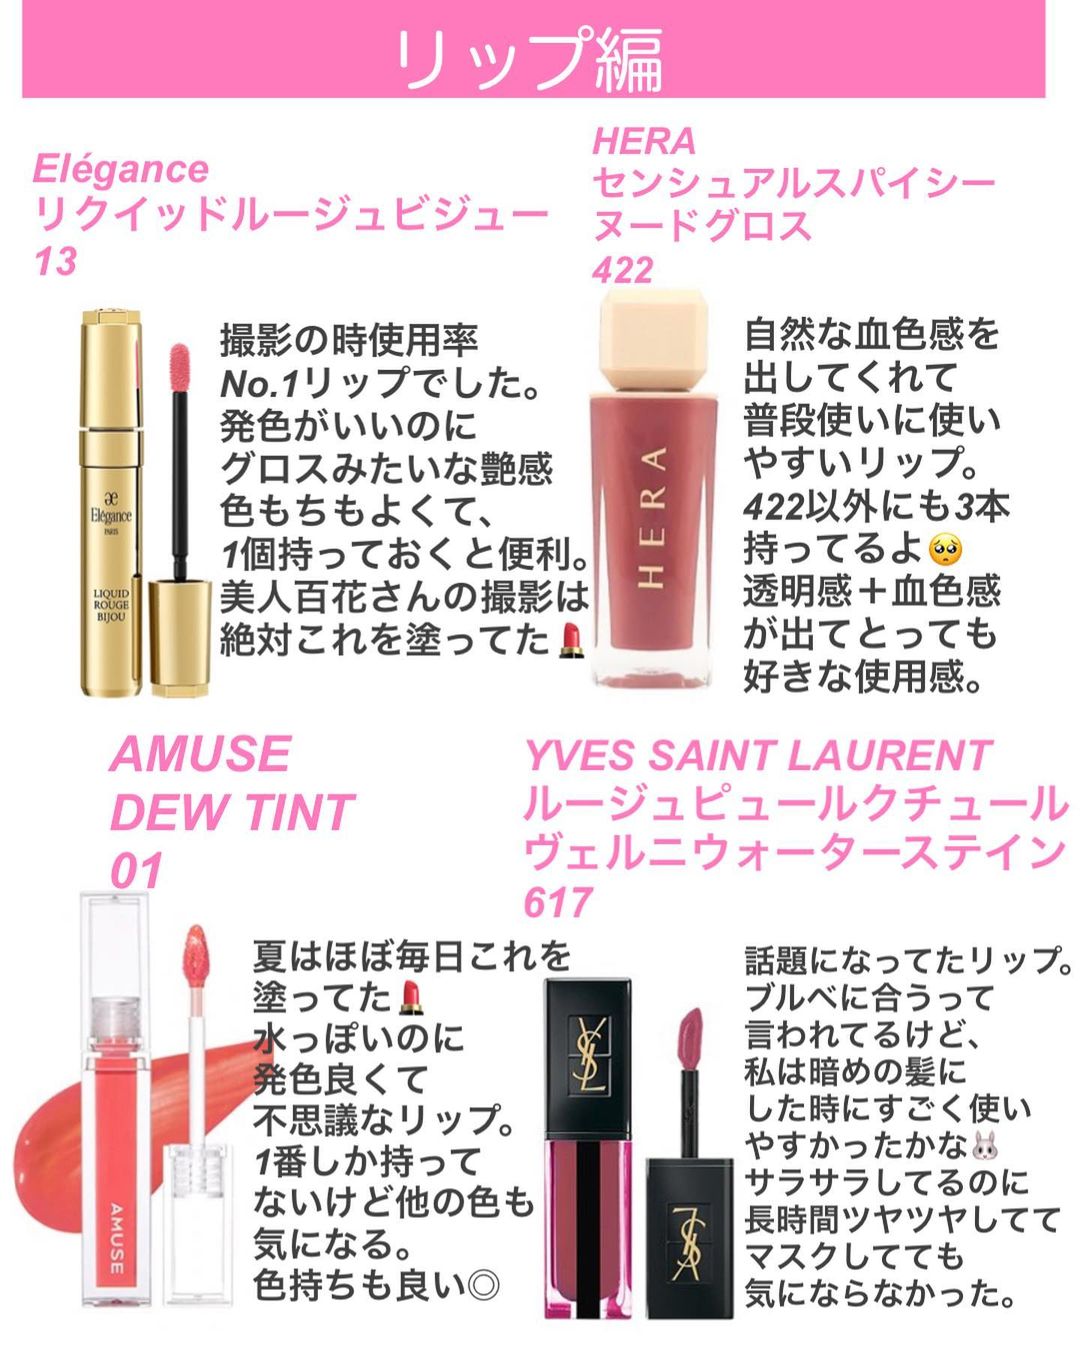 リップ編
Elégance
リクイッドルージュビジュー
13
撮影の時使用率
No.1リップでした。
発色がいいのに
グロスみたいな艶感
色もちもよくて、
1個持っておくと便利。
美人百花さんの撮影は
絶対これを塗ってた💄
æ
Elégance
PARIS
LIQUID
ROUGE
BIJOU
HERA
センシュアルスパイシー
ヌードグロス
422
自然な血色感を
出してくれて
普段使いに使い
やすいリップ。
422以外にも3本
持ってるよ🥺
透明感＋血色感
が出てとっても
好きな使用感。
HERA
AMUSE
DEW TINT
01
夏はほぼ毎日これを
塗ってた💄
水っぽいのに
発色良くて
不思議なリップ。
1番しか持って
ないけど他の色も
気になる。
色持ちも良い◎
AMUSE
YVES SAINT LAURENT
ルージュピュールクチュール
ヴェルニウォーターステイン
617
話題になってたリップ。
ブルべに合うって
言われてるけど、
私は暗めの髪に
した時にすごく使い
やすかったかな🐰
サラサラしてるのに
長時間ツヤツヤしてて
マスクしてても
気にならなかった。
YSL
YSL